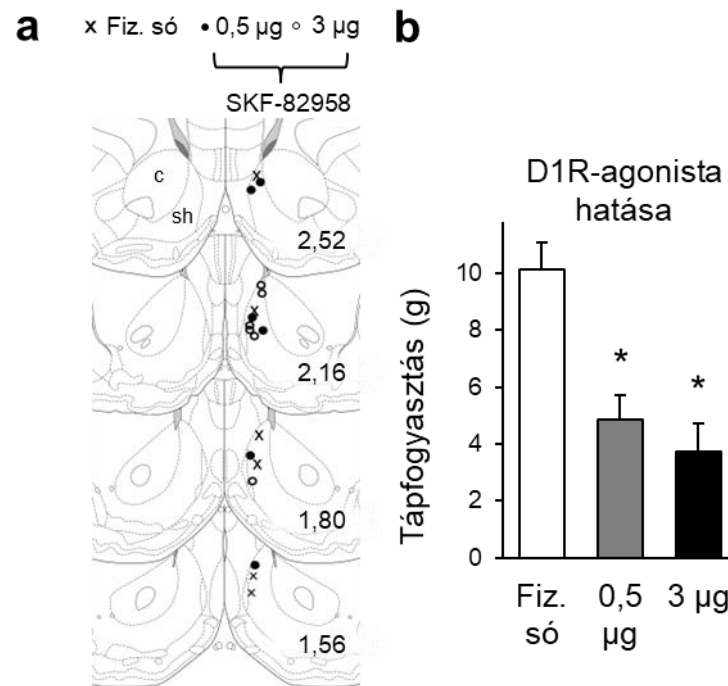 a
x Fiz. só • 0,5 µg ◦ 3 µg
SKF-82958
c
sh
2,52
2,16
1,80
1,56
b
D1R-agonista
hatása
Tápfogyasztás (g)
10
8
6
4
2
0
*
*
Fiz.
só
0,5
µg
3 µg